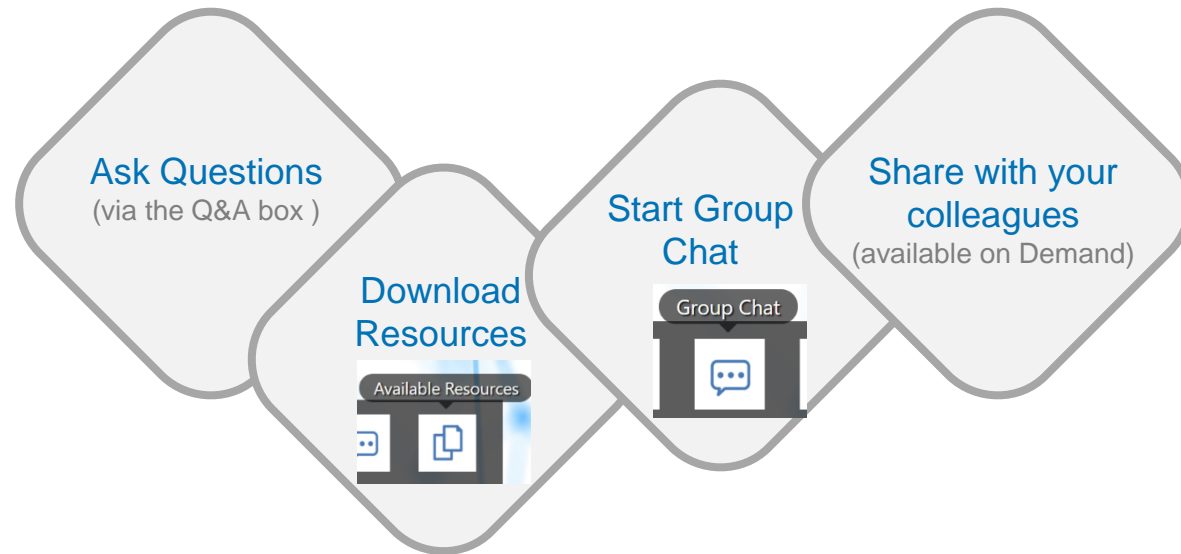 Ask Questions
(via the Q&A box )
Download
Resources
Available Resources
Start Group
Chat
Group Chat
Share with your
colleagues
(available on Demand)